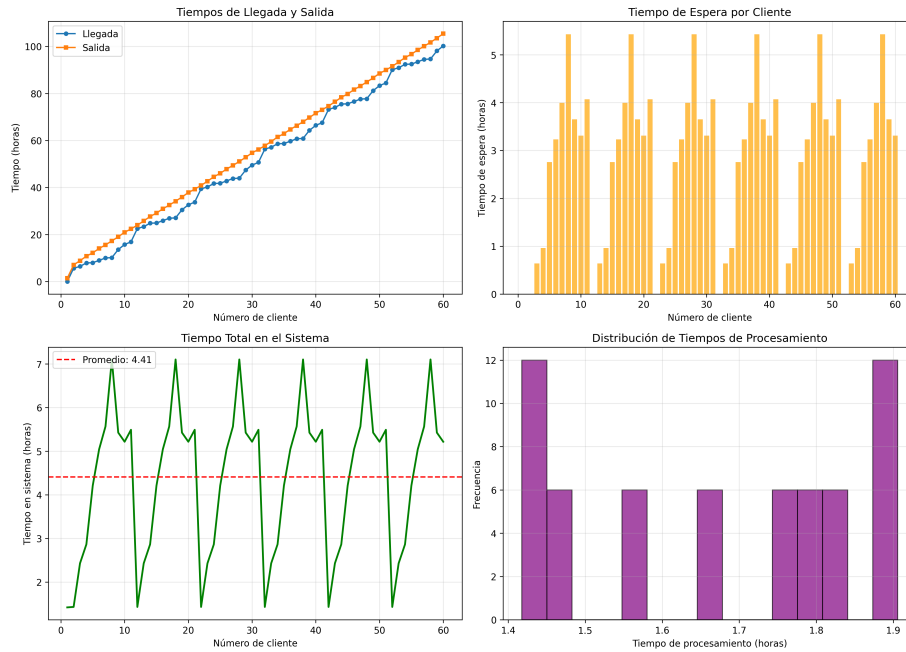 Tiempos de Llegada y Salida
Llegada
Salida
Tiempo (horas)
100
80
60
40
20
0
0 10 20 30 40 50 60
Número de cliente
Tiempo de Espera por Cliente
Tiempo de espera (horas)
5
4
3
2
1
0
0 10 20 30 40 50 60
Número de cliente
Tiempo Total en el Sistema
Promedio: 4.41
Tiempo en sistema (horas)
7
6
5
4
3
2
0 10 20 30 40 50 60
Número de cliente
Distribución de Tiempos de Procesamiento
Frecuencia
12
10
8
6
4
2
0
1.4 1.5 1.6 1.7 1.8 1.9
Tiempo de procesamiento (horas)